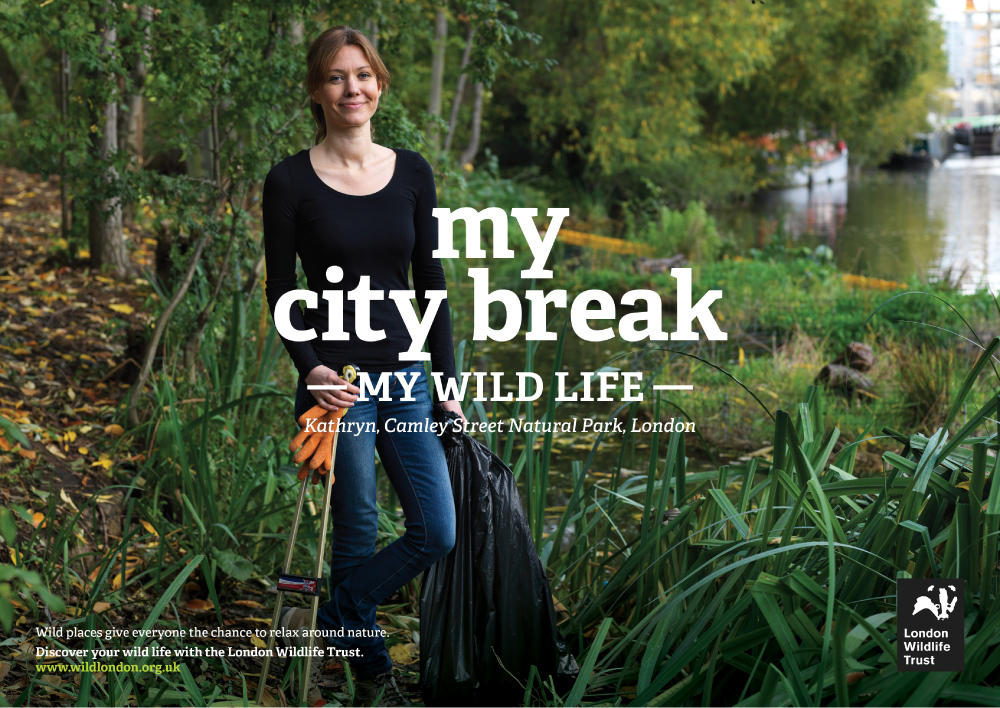 my
city break
— MY WILD LIFE —
Kathryn, Camley Street Natural Park, London
Wild places give everyone the chance to relax around nature.
Discover your wild life with the London Wildlife Trust.
www.wildlondon.org.uk
London
Wildlife
Trust